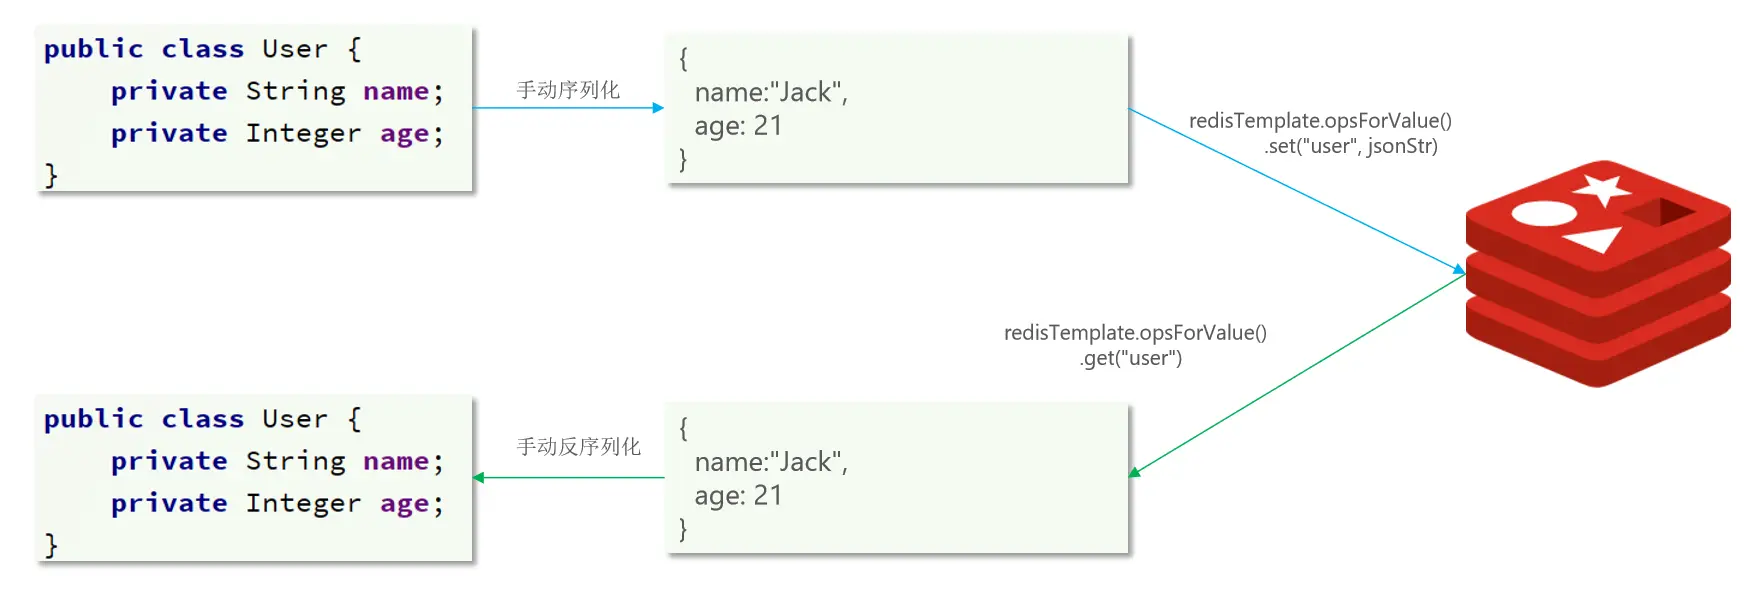 public class User {
private String name;
private Integer age;
}
手动序列化
{
name:"Jack",
age: 21
}
redisTemplate.opsForValue()
.set("user", jsonStr)
redisTemplate.opsForValue()
.get("user")
public class User {
private String name;
private Integer age;
}
手动反序列化
{
name:"Jack",
age: 21
}